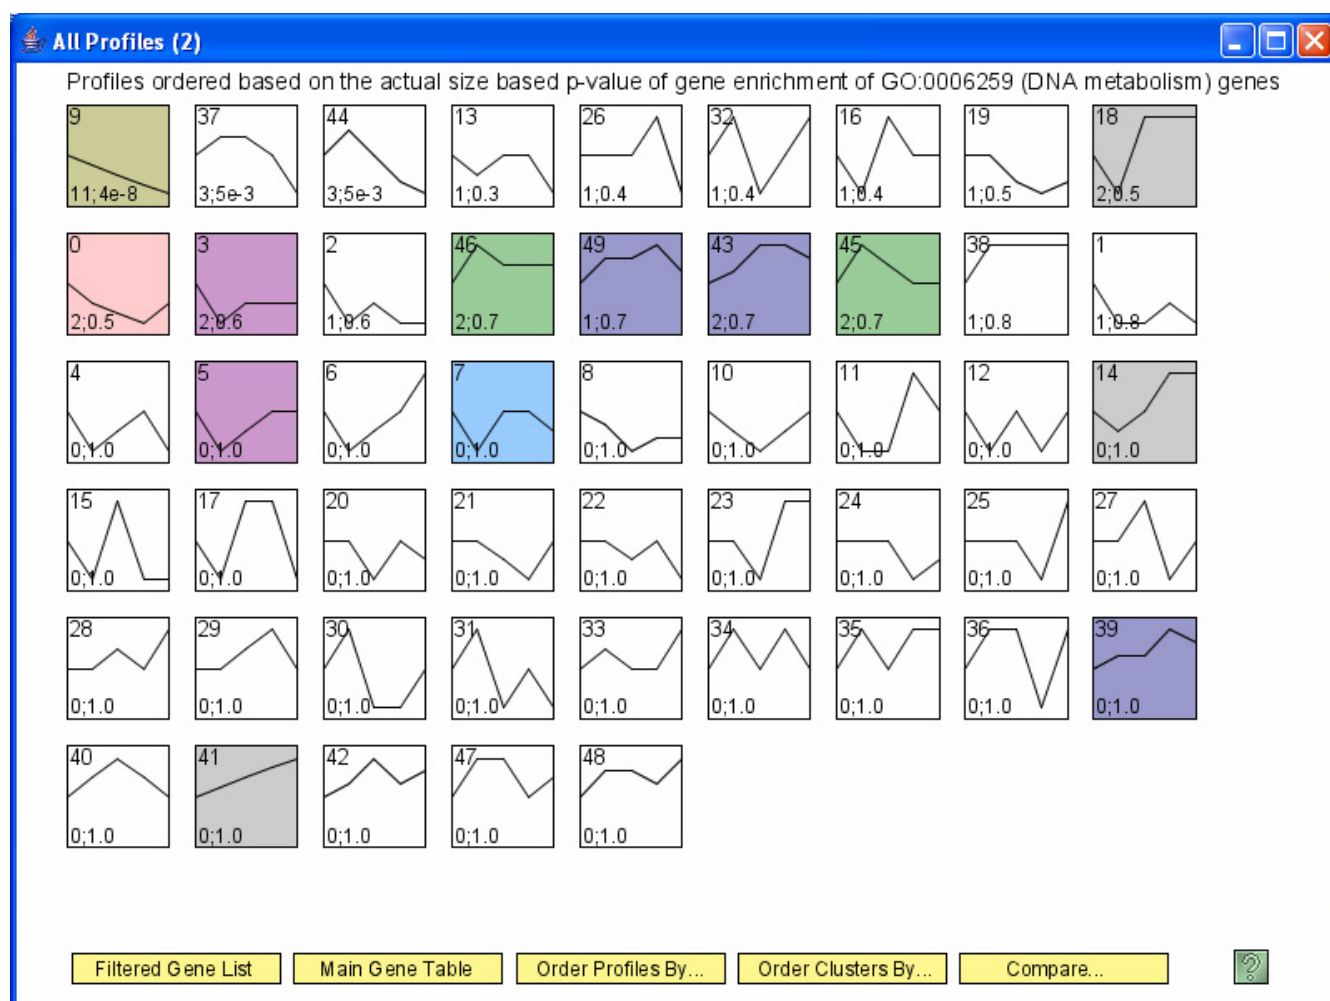 All Profiles (2)
Profiles ordered based on the actual size based p-value of gene enrichment of GO:0006259 (DNA metabolism) genes
9 37 44 13 26 32 16 19 18
11;4e-8 3;5e-3 3;5e-3 1;0.3 1;0.4 1;0.4 1;0.4 1;0.5 2;0.5
0 3 2 46 49 43 45 38 1
2;0.5 2;0.6 1;0.6 2;0.7 1;0.7 2;0.7 2;0.7 1;0.8 1;0.8
4 5 6 7 8 10 11 12 14
0;1.0 0;1.0 0;1.0 0;1.0 0;1.0 0;1.0 0;1.0 0;1.0 0;1.0
15 17 20 21 22 23 24 25 27
0;1.0 0;1.0 0;1.0 0;1.0 0;1.0 0;1.0 0;1.0 0;1.0 0;1.0
28 29 30 31 33 34 35 36 39
0;1.0 0;1.0 0;1.0 0;1.0 0;1.0 0;1.0 0;1.0 0;1.0 0;1.0
40 41 42 47 48
0;1.0 0;1.0 0;1.0 0;1.0 0;1.0
Filtered Gene List Main Gene Table Order Profiles By... Order Clusters By... Compare... ?